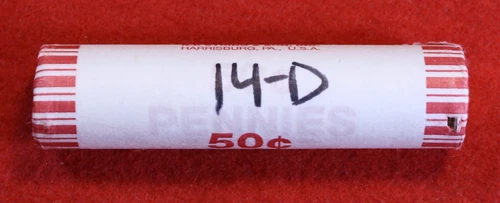 HARRISBURG, PA., U.S.A.
14-D
PENNIES
50¢